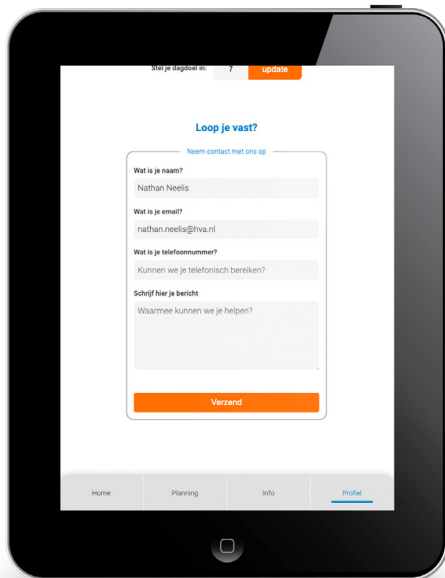 Stel je dagdoel in: 7 update
Loop je vast?
Neem contact met ons op
Wat is je naam?
Nathan Neelis
Wat is je email?
nathan.neelis@hva.nl
Wat is je telefoonnummer?
Kunnen we je telefonisch bereiken?
Schrijf hier je bericht
Waarmee kunnen we je helpen?
Verzend
Home Planning Info Profiel